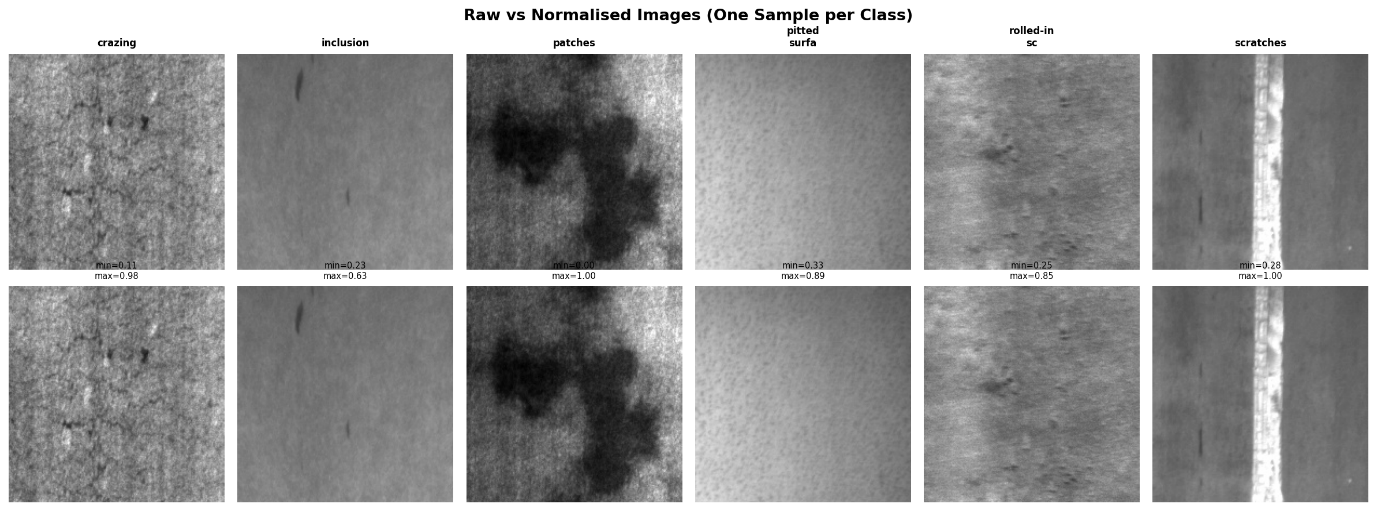 Raw vs Normalised Images (One Sample per Class)
crazing
inclusion
patches
pitted
surfa
rolled-in
sc
scratches
min=0.11
max=0.98
min=0.23
max=0.63
min=0.00
max=1.00
min=0.33
max=0.89
min=0.25
max=0.85
min=0.28
max=1.00